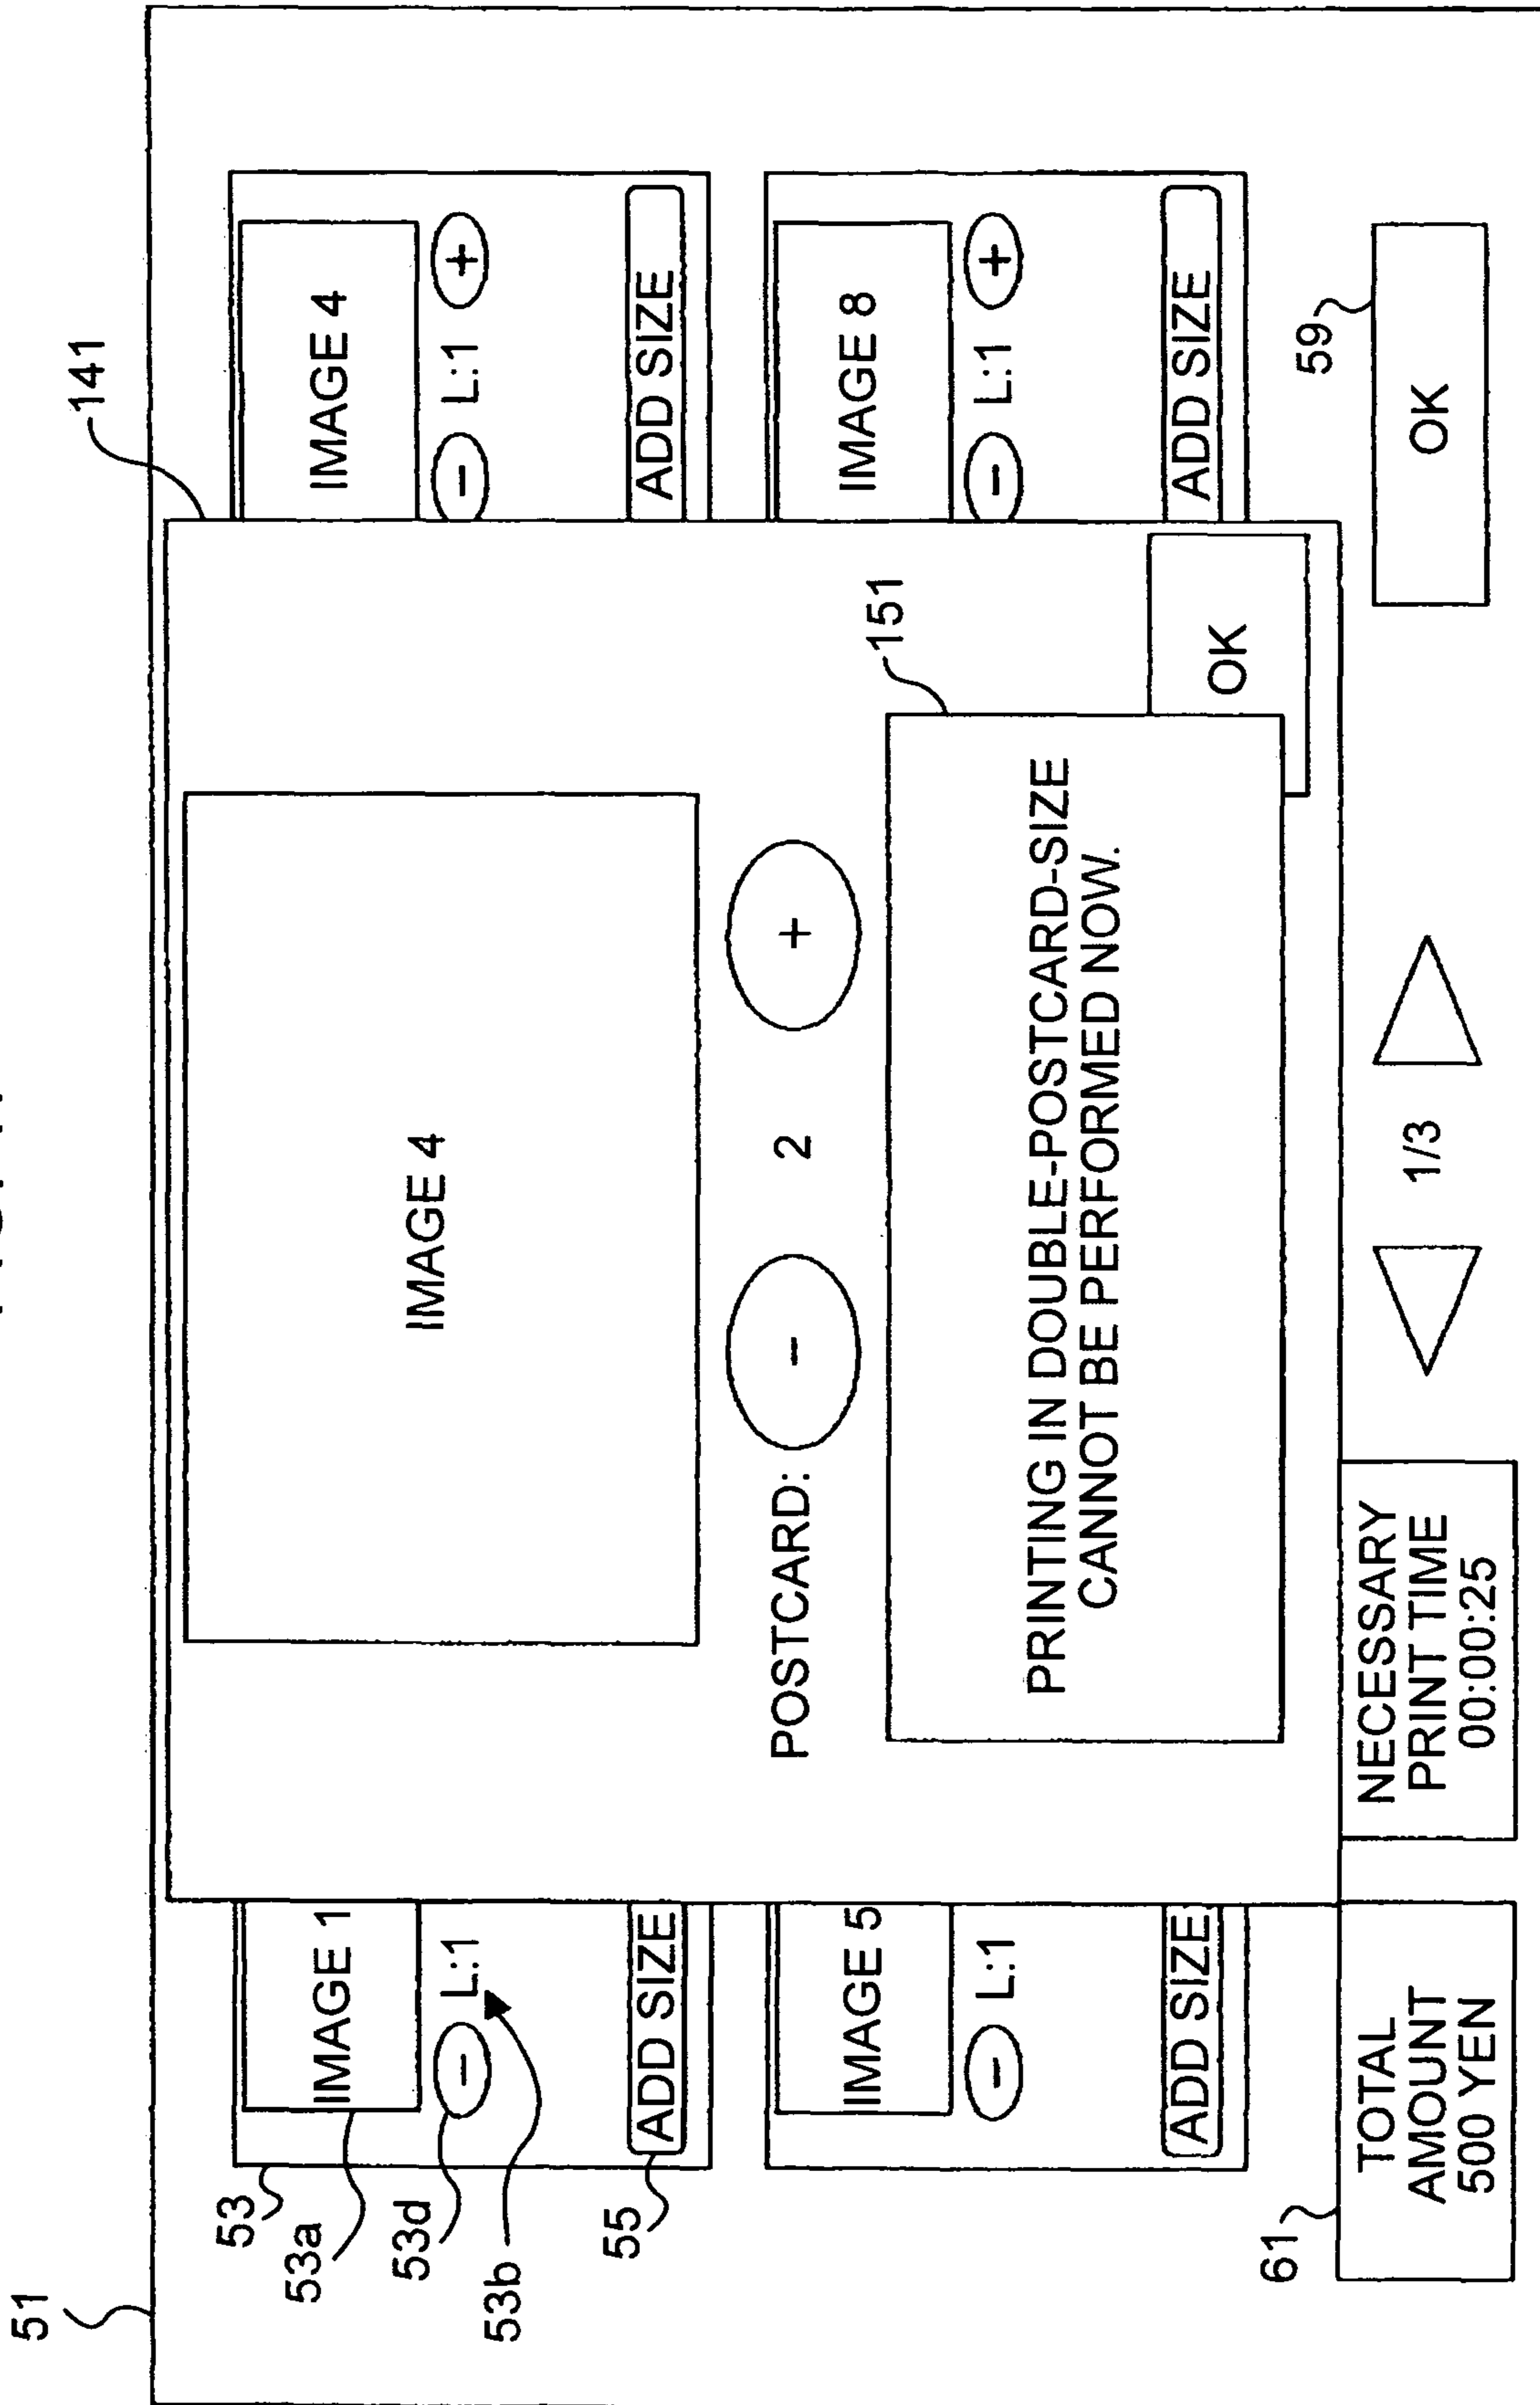 51
141
53
53a
53d
53b
55
IMAGE 1
- L:1
ADD SIZE
IMAGE 4
POSTCARD: - 2 +
PRINTING IN DOUBLE-POSTCARD-SIZE
CANNOT BE PERFORMED NOW.
151
OK
IMAGE 4
- L:1 +
ADD SIZE
IMAGE 5
- L:1
ADD SIZE
IMAGE 8
- L:1 +
ADD SIZE
61
TOTAL
AMOUNT
500 YEN
NECESSARY
PRINT TIME
00:00:25
1/3
59
OK